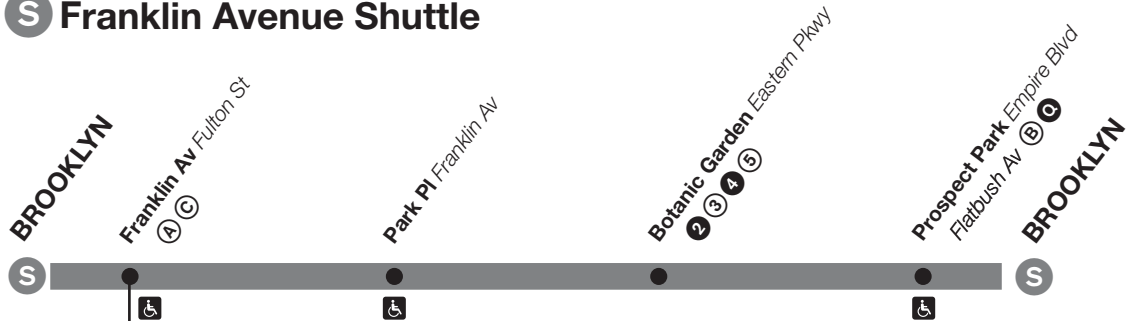 S Franklin Avenue Shuttle
BROOKLYN
Franklin Av Fulton St
A C
Park Pl Franklin Av
Botanic Garden Eastern Pkwy
2 3 4 5
Prospect Park Empire Blvd
Flatbush Av B Q
BROOKLYN
S
S